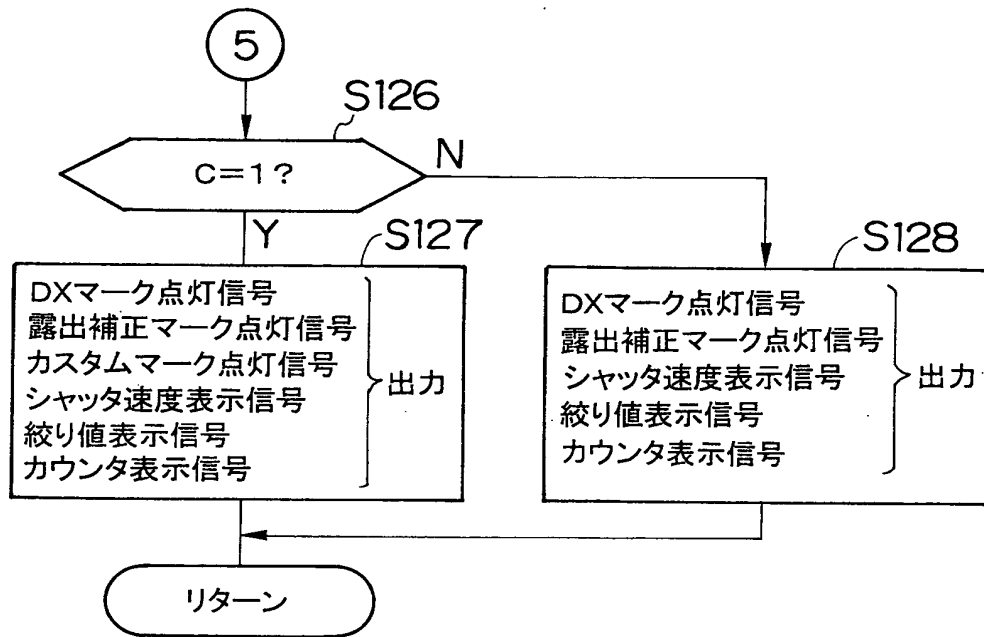 5
S126
C=1?
N
Y
S127
DXマーク点灯信号
露出補正マーク点灯信号
カスタムマーク点灯信号
シャッタ速度表示信号
絞り値表示信号
カウンタ表示信号
出力
S128
DXマーク点灯信号
露出補正マーク点灯信号
シャッタ速度表示信号
絞り値表示信号
カウンタ表示信号
出力
リターン